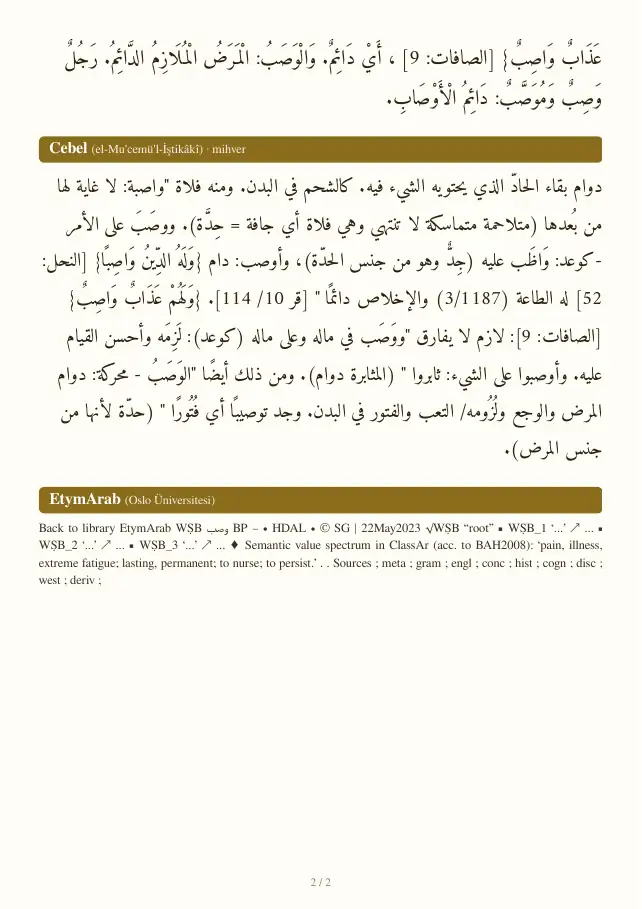 عَذَابٌ وَاصِبٌ} [الصافات: 9] ، أَيْ دَائِمٌ. وَالْوَصَبُ: الْمَرَضُ الْمُلَازِمُ الدَّائِمُ. رَجُلٌ
وَصِبٌ وَمُوَصَّبٌ: دَائِمُ الْأَوْصَابِ.
Cebel (el-Mu'cemü'l-İştikâkî) · mihver
دوام بقاء الحادّ الذي يحتويه الشيء فيه. كالشحم في البدن. ومنه فلاة "واصبة: لا غاية لها
من بُعدها (متلاحمة متماسكة لا تنتهي وهي فلاة أي جافة = حِدَّة). ووصَبَ على الأمر
-كوعد: وَاظَب عليه (جِدٌّ وهو من جنس الحدّة)، وأوصب: دام {وَلَهُ الدِّينُ وَاصِبًا} [النحل:
52] له الطاعة (3/1187) والإخلاص دائمًا " [قر 10/ 114]. {وَلَهُمْ عَذَابٌ وَاصِبٌ}
[الصافات: 9]: لازم لا يفارق "ووَصَب في ماله وعلى ماله (كوعد): لَزِمَه وأحسن القيام
عليه. وأوصبوا على الشيء: ثابروا " (المثابرة دوام). ومن ذلك أيضًا "الوَصَبُ - محركة: دوام
المرض والوجع ولُزُومه/ التعب والفتور في البدن. وجد توصيبًا أي فُتُورًا " (حدّة لأنها من
جنس المرض).
EtymArab (Oslo Üniversitesi)
Back to library EtymArab WṢB وصب BP – • HDAL • © SG | 22May2023 √WṢB “root” ▪ WṢB_1 ‘...’ ↗ ... ▪
WṢB_2 ‘...’ ↗ ... ▪ WṢB_3 ‘...’ ↗ ... ♦ Semantic value spectrum in ClassAr (acc. to BAH2008): ‘pain, illness,
extreme fatigue; lasting, permanent; to nurse; to persist.’ . . Sources ; meta ; gram ; engl ; conc ; hist ; cogn ; disc ;
west ; deriv ;
2 / 2